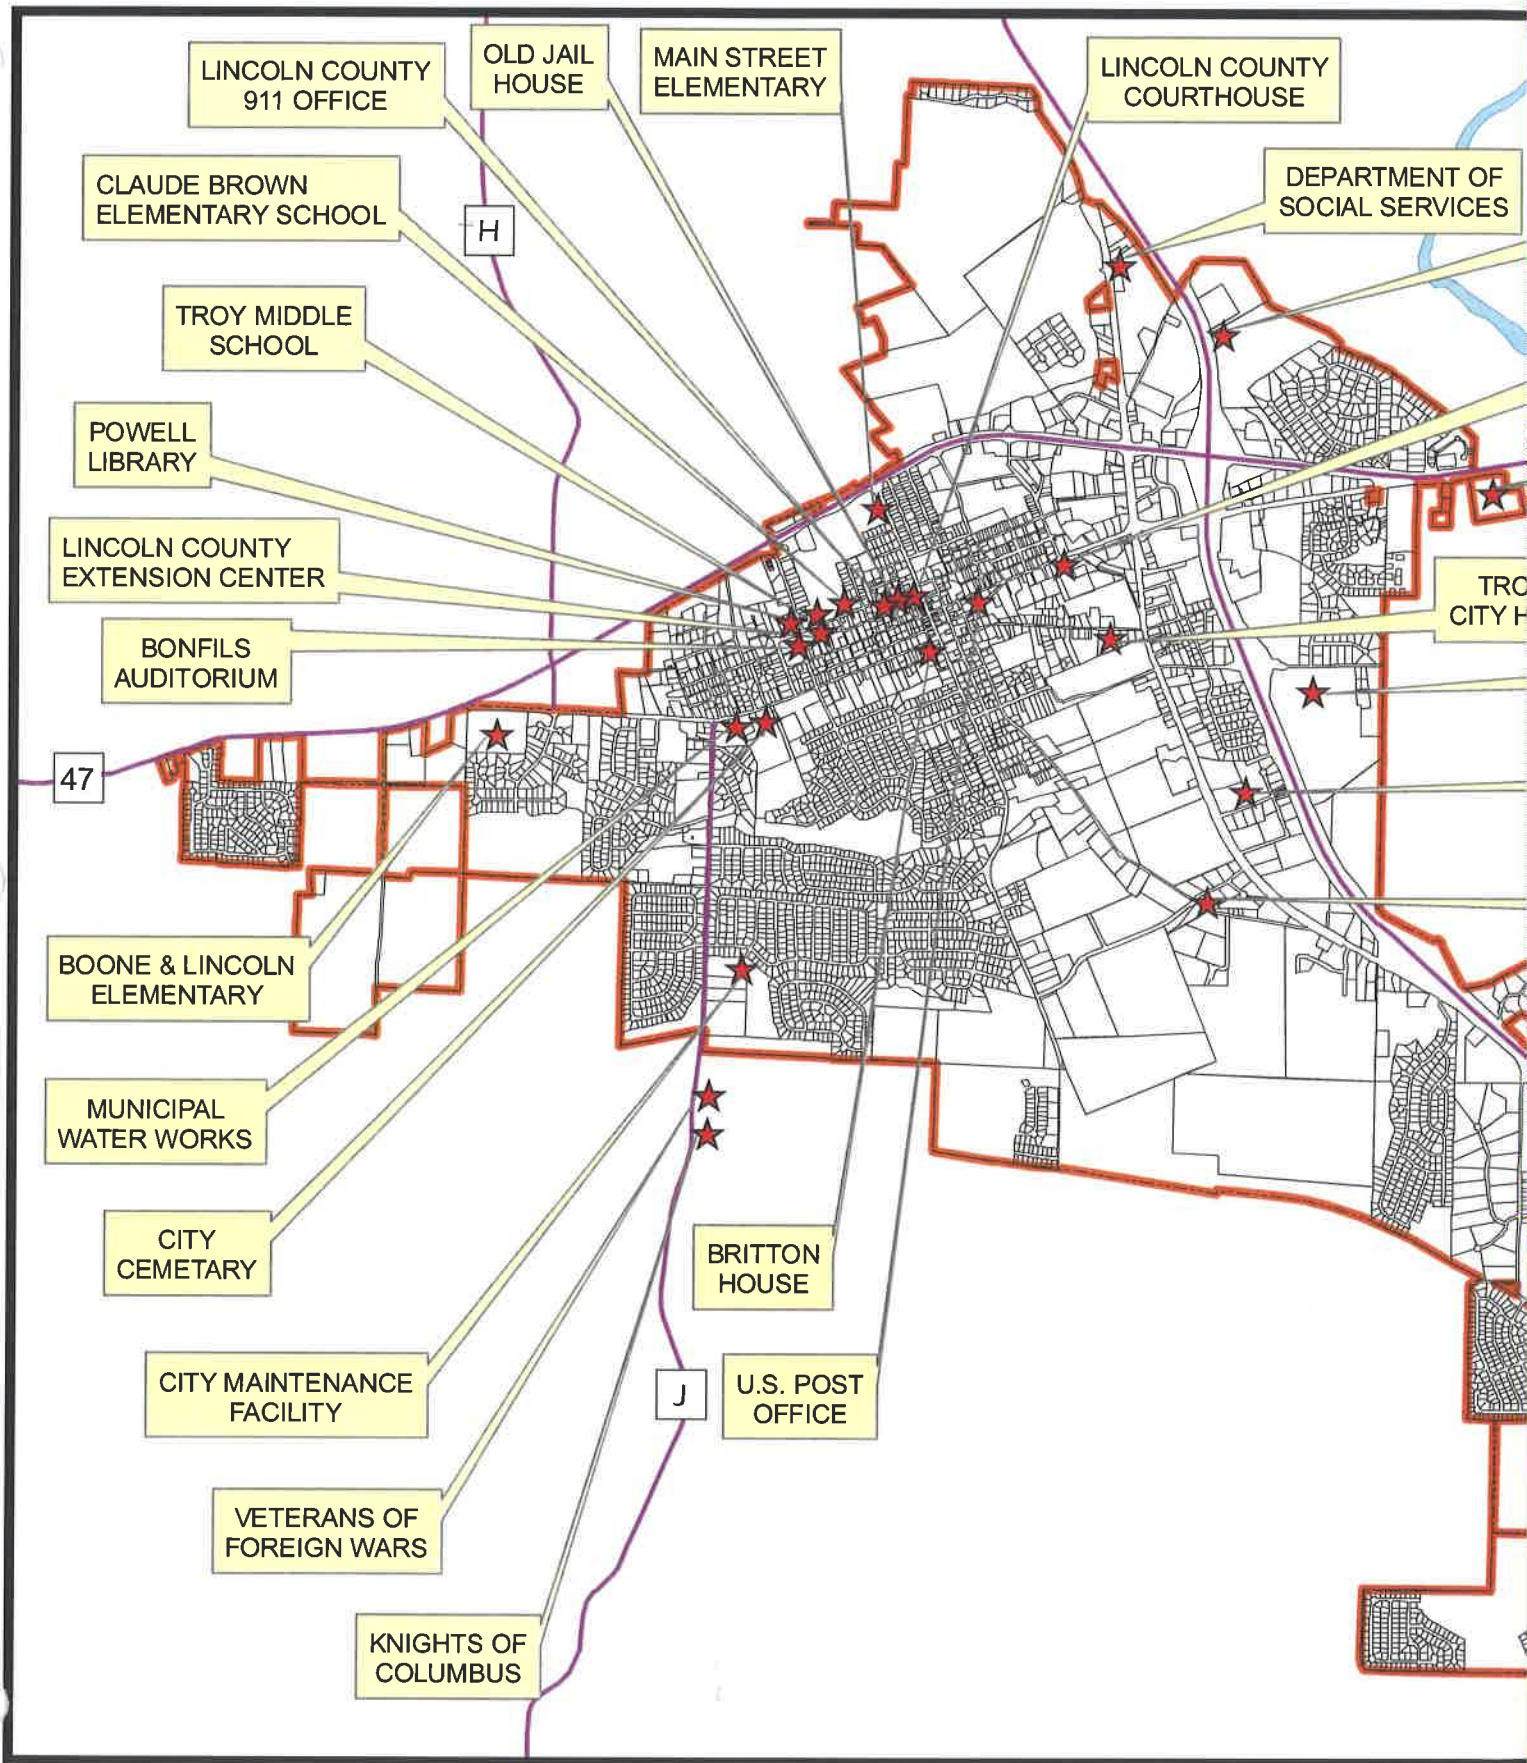 LINCOLN COUNTY
911 OFFICE
OLD JAIL
HOUSE
MAIN STREET
ELEMENTARY
LINCOLN COUNTY
COURTHOUSE
CLAUDE BROWN
ELEMENTARY SCHOOL
DEPARTMENT OF
SOCIAL SERVICES
H
TROY MIDDLE
SCHOOL
POWELL
LIBRARY
LINCOLN COUNTY
EXTENSION CENTER
TRO
CITY H
BONFILS
AUDITORIUM
47
BOONE & LINCOLN
ELEMENTARY
MUNICIPAL
WATER WORKS
CITY
CEMETARY
BRITTON
HOUSE
CITY MAINTENANCE
FACILITY
J
U.S. POST
OFFICE
VETERANS OF
FOREIGN WARS
KNIGHTS OF
COLUMBUS